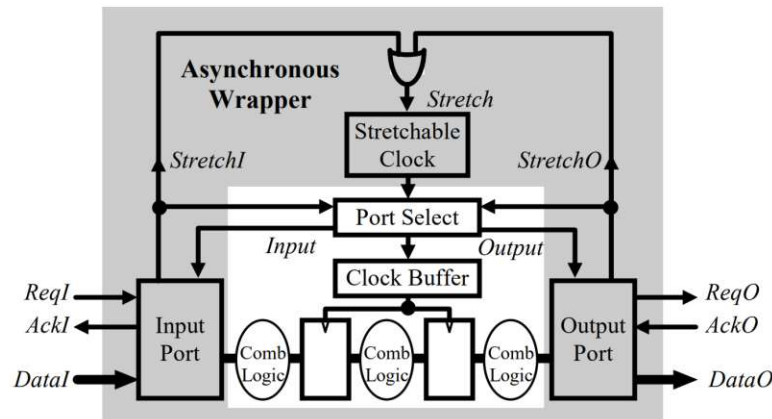 Asynchronous
Wrapper
Stretch
Stretchable
Clock
StretchI
StretchO
Port Select
Input
Output
Clock Buffer
ReqI
AckI
DataI
Input
Port
Comb
Logic
Comb
Logic
Comb
Logic
Output
Port
ReqO
AckO
DataO